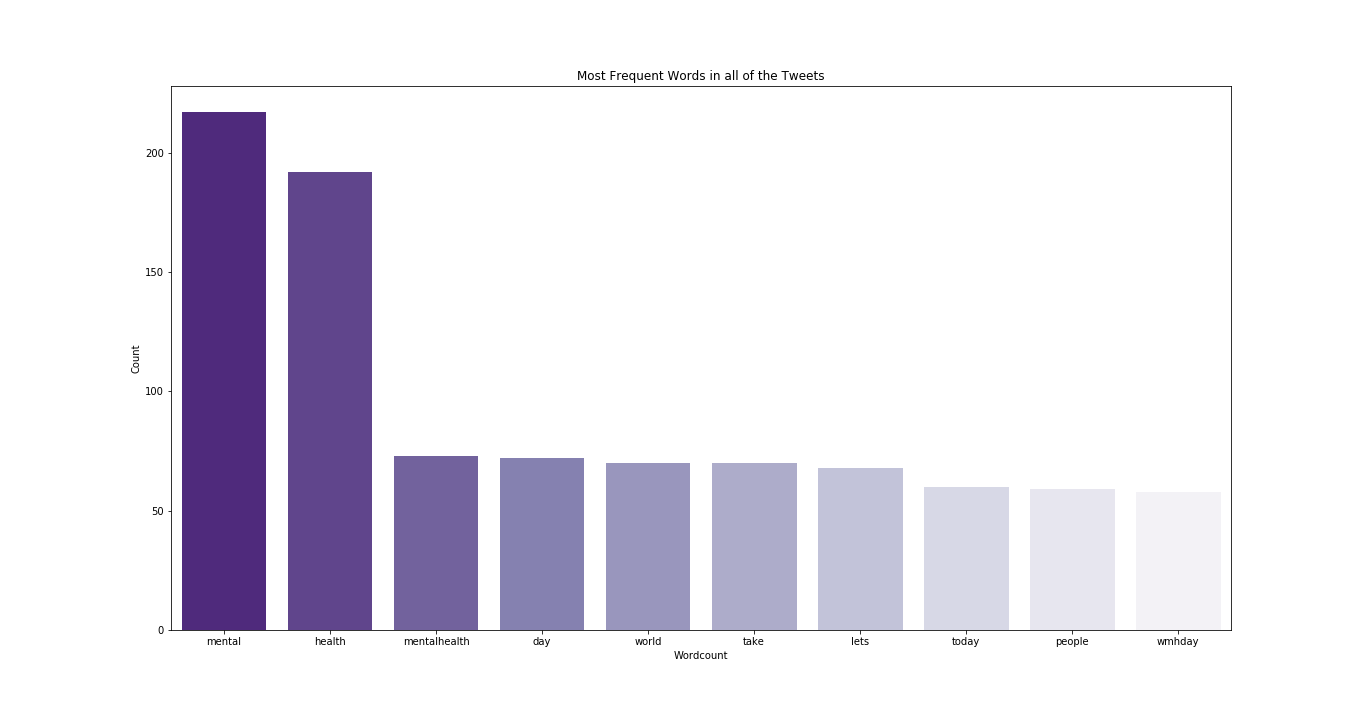 Most Frequent Words in all of the Tweets
Count
200
150
100
50
0
mental health mentalhealth day world take lets today people wmhday
Wordcount